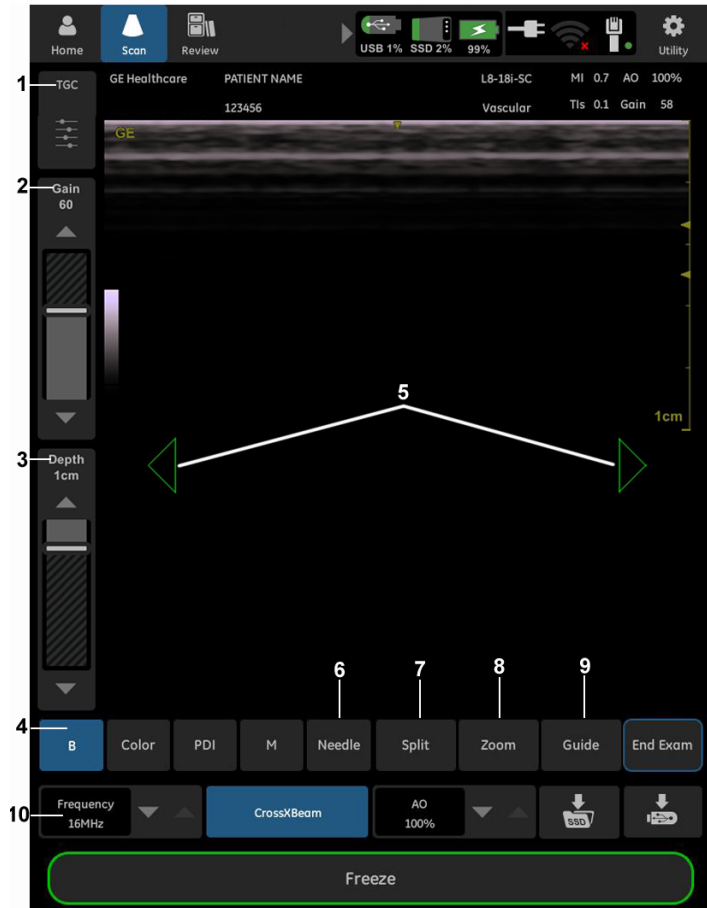 Home
Scan
Review
USB 1%
SSD 2%
99%
Utility
1
TGC
GE Healthcare
PATIENT NAME
L8-18i-SC
MI 0.7
AO 100%
123456
Vascular
TIs 0.1
Gain 58
GE
2
Gain
60
5
1cm
3
Depth
1cm
6
7
8
9
4
B
Color
PDI
M
Needle
Split
Zoom
Guide
End Exam
10
Frequency
16MHz
CrossXBeam
AO
100%
SSD
Freeze